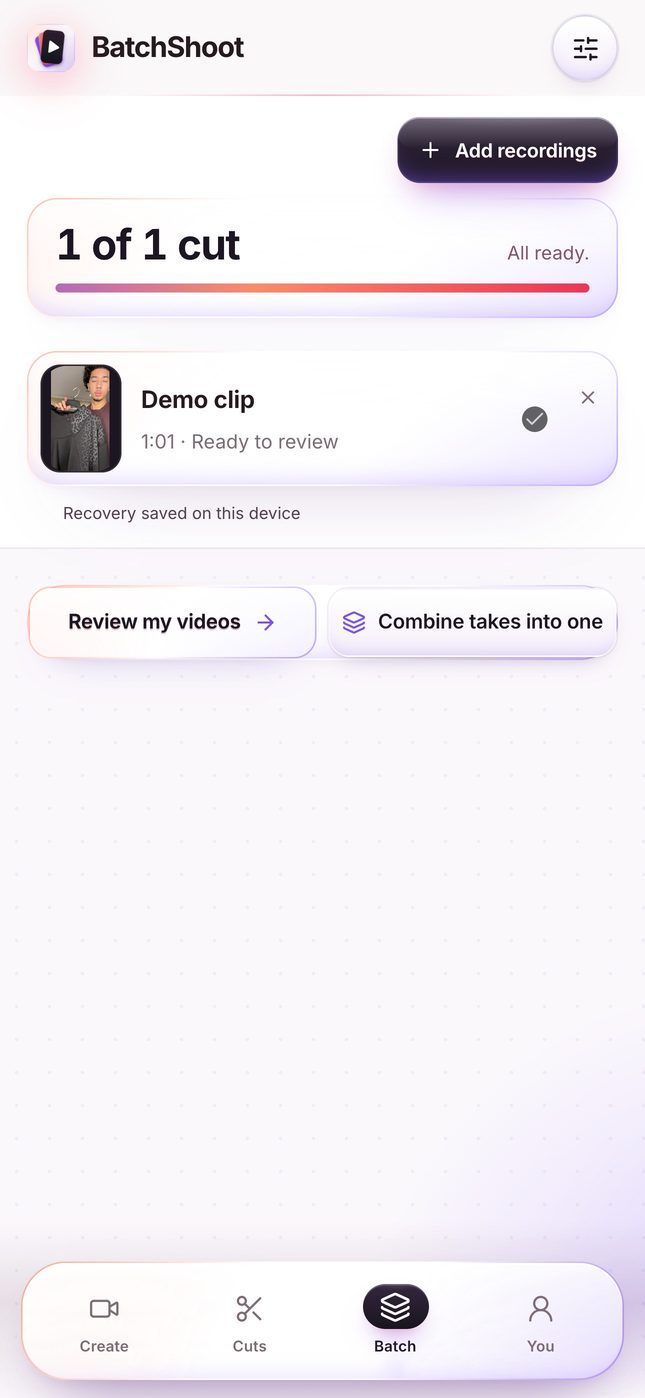 BatchShoot
Add recordings
1 of 1 cut
All ready.
Demo clip
1:01 · Ready to review
Recovery saved on this device
Review my videos
Combine takes into one
Create
Cuts
Batch
You